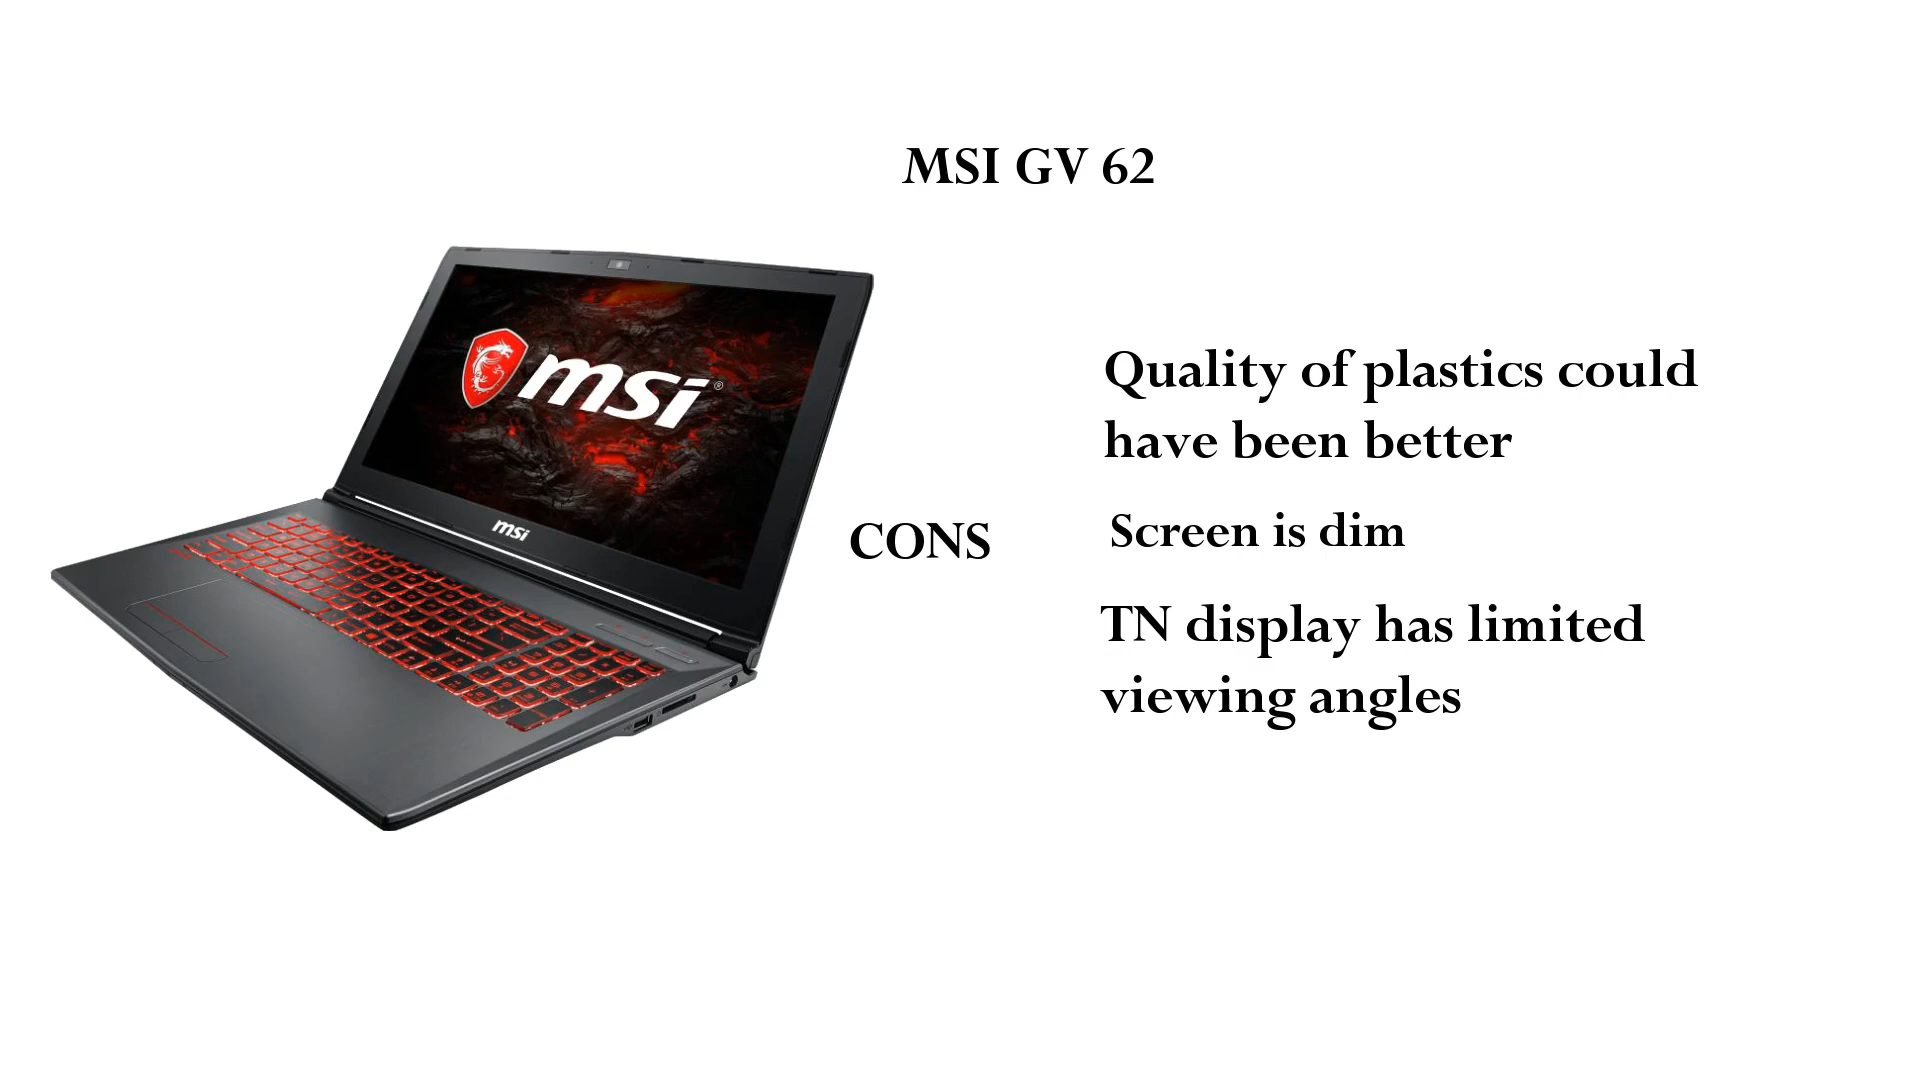 MSI GV 62
msi
msi
CONS
Quality of plastics could
have been better
Screen is dim
TN display has limited
viewing angles